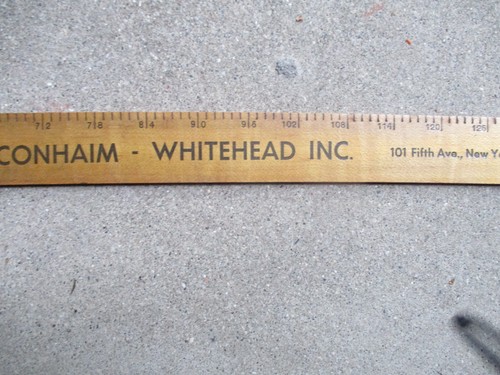 72 78 84 90 96 102 108 114 120 126
CONHAIM - WHITEHEAD INC. 101 Fifth Ave., New